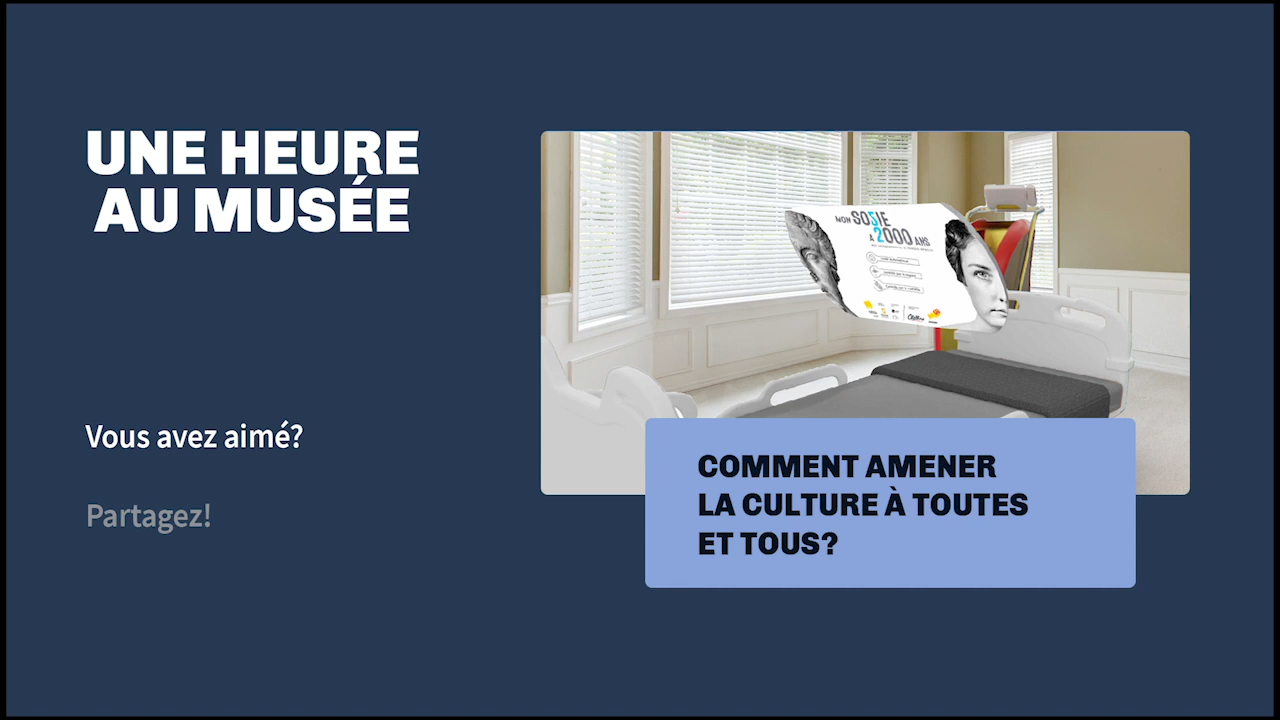 UNE HEURE
AU MUSÉE
Vous avez aimé?
Partagez!
MON SOSIE
À 2000 ANS
COMMENT AMENER
LA CULTURE À TOUTES
ET TOUS?